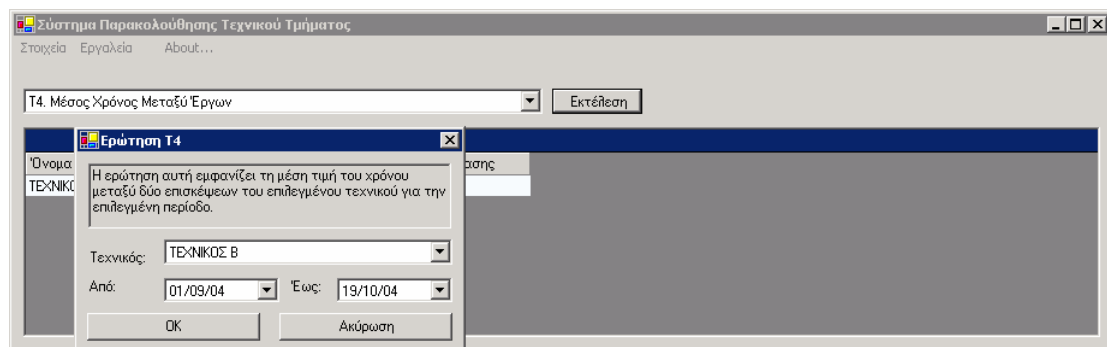 Σύστημα Παρακολούθησης Τεχνικού Τμήματος
Στοιχεία Εργαλεία About...
Τ4. Μέσος Χρόνος Μεταξύ Έργων Εκτέλεση
Ερώτηση Τ4
Όνομα
Η ερώτηση αυτή εμφανίζει τη μέση τιμή του χρόνου
μεταξύ δύο επισκέψεων του επιλεγμένου τεχνικού για την
επιλεγμένη περίοδο.
Τεχνικός: ΤΕΧΝΙΚΟΣ Β
Από: 01/09/04 Έως: 19/10/04
OK Ακύρωση